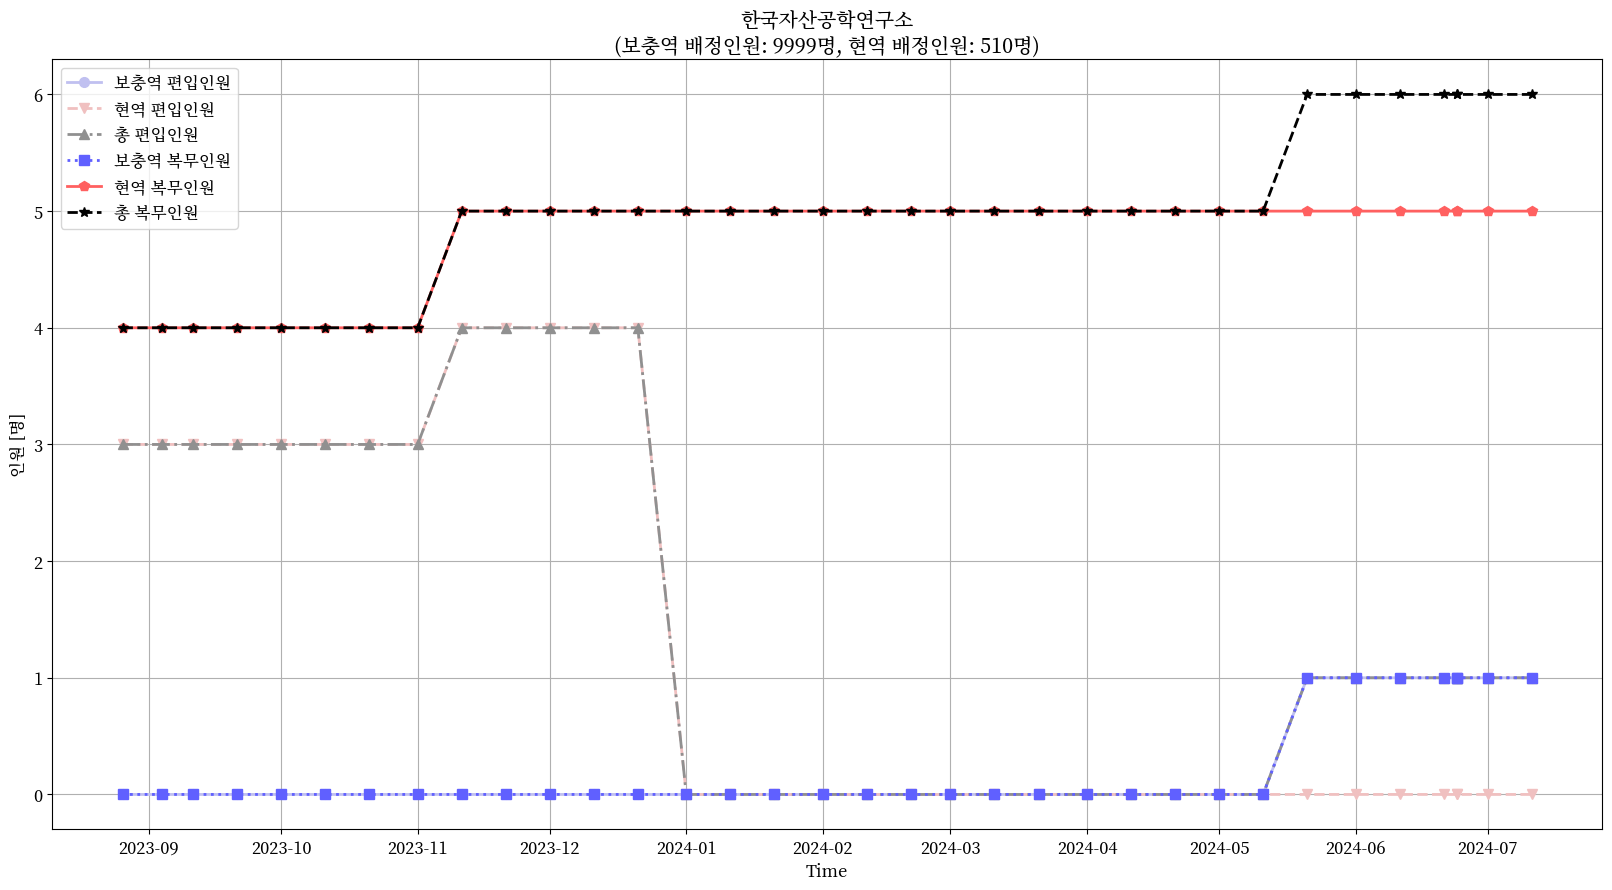 한국자산공학연구소
(보충역 배정인원: 9999명, 현역 배정인원: 510명)
보충역 편입인원
현역 편입인원
총 편입인원
보충역 복무인원
현역 복무인원
총 복무인원
인원 [명]
6
5
4
3
2
1
0
2023-09
2023-10
2023-11
2023-12
2024-01
2024-02
2024-03
2024-04
2024-05
2024-06
2024-07
Time